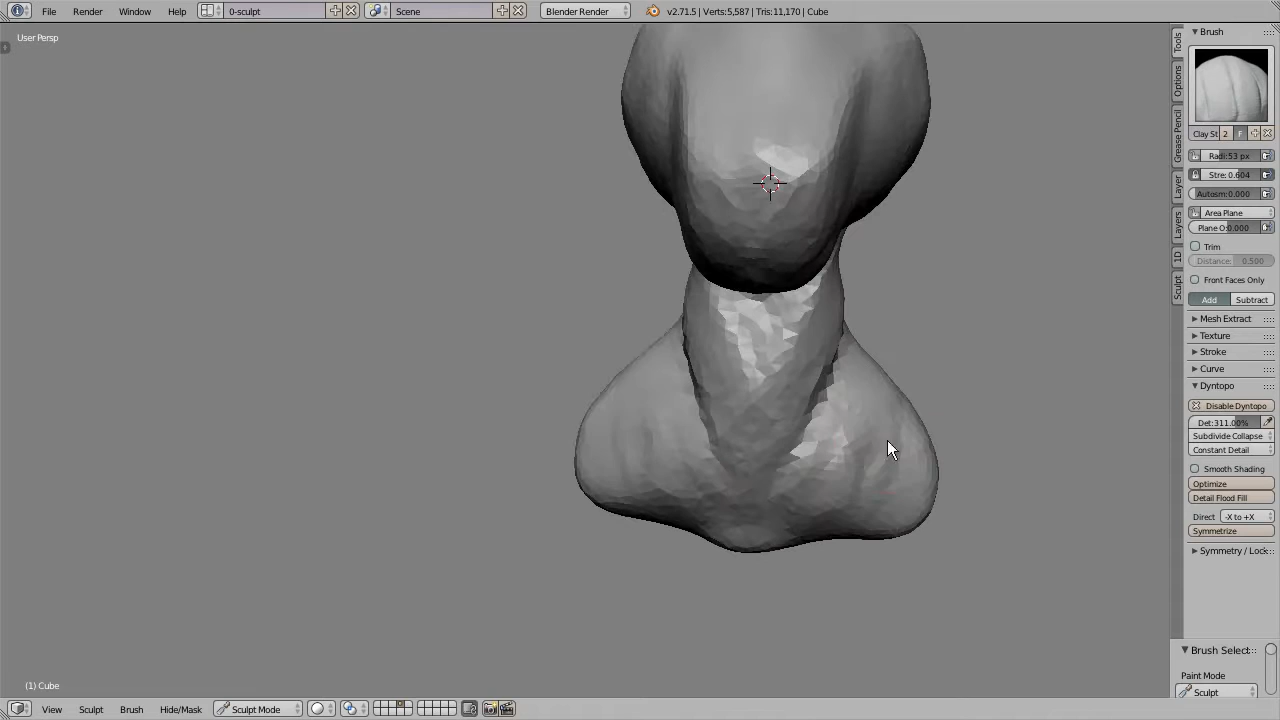 File Render Window Help 0-sculpt Scene Blender Render v2.71.5 | Verts:5,587 | Tris:11,170 | Cube
User Persp
Brush
Tools
Options
Grease Pencil
Layer
Layers
1D
Sculpt
Clay St 2 F
Radi:53 px
Stre: 0.604
Autosm:0.000
Area Plane
Plane O:0.000
Trim
Distance: 0.500
Front Faces Only
Add Subtract
Mesh Extract
Texture
Stroke
Curve
Dyntopo
Disable Dyntopo
Det:311.00%
Subdivide Collapse
Constant Detail
Smooth Shading
Optimize
Detail Flood Fill
Direct -X to +X
Symmetrize
Symmetry / Lock
Brush Select
Paint Mode
Sculpt
(1) Cube
View Sculpt Brush Hide/Mask Sculpt Mode